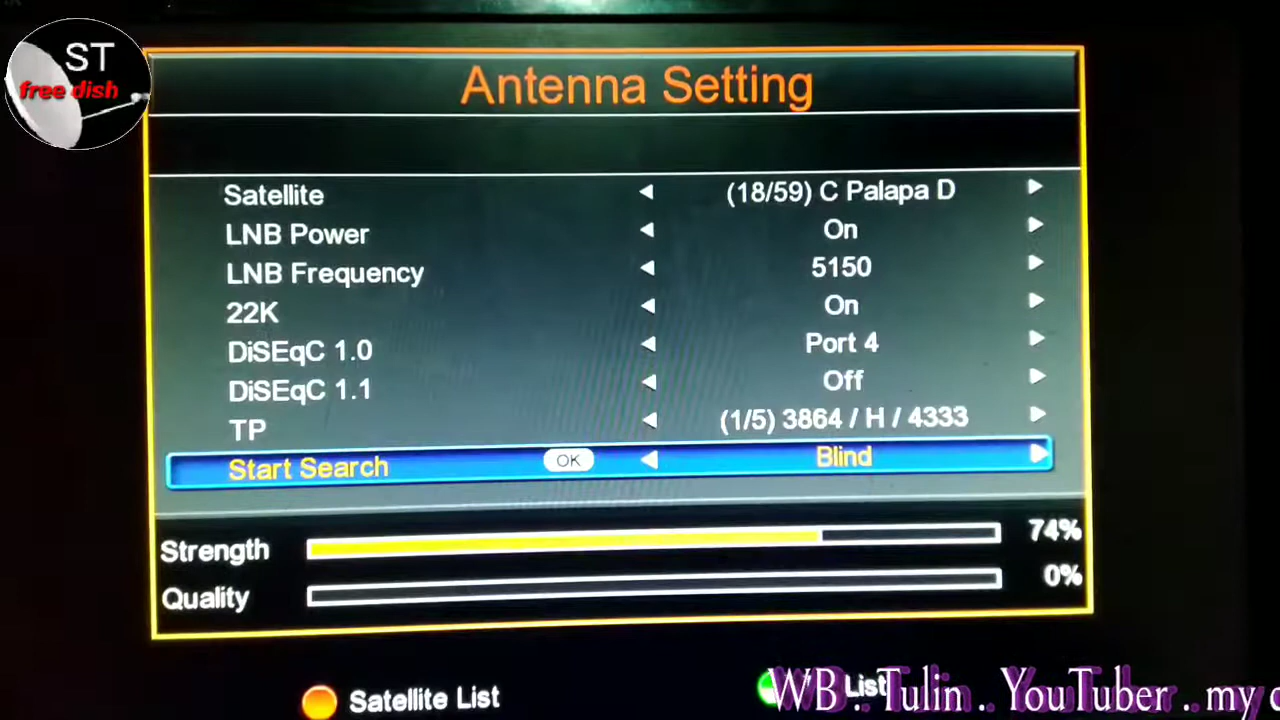 ST
free dish
Antenna Setting
Satellite (18/59) C Palapa D
LNB Power On
LNB Frequency 5150
22K On
DiSEqC 1.0 Port 4
DiSEqC 1.1 Off
TP (1/5) 3864 / H / 4333
Start Search OK Blind
Strength 74%
Quality 0%
Satellite List
List
WB . Tulin . . YouTuber . . my